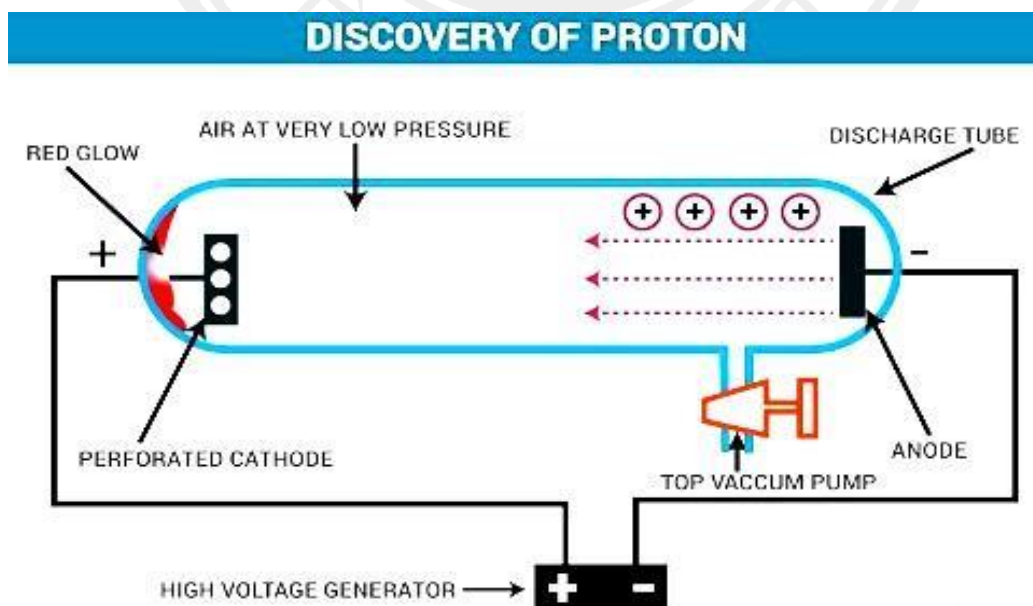 DISCOVERY OF PROTON
AIR AT VERY LOW PRESSURE
DISCHARGE TUBE
RED GLOW
+ + + +
+
-
PERFORATED CATHODE
ANODE
TOP VACCUM PUMP
HIGH VOLTAGE GENERATOR
+ -